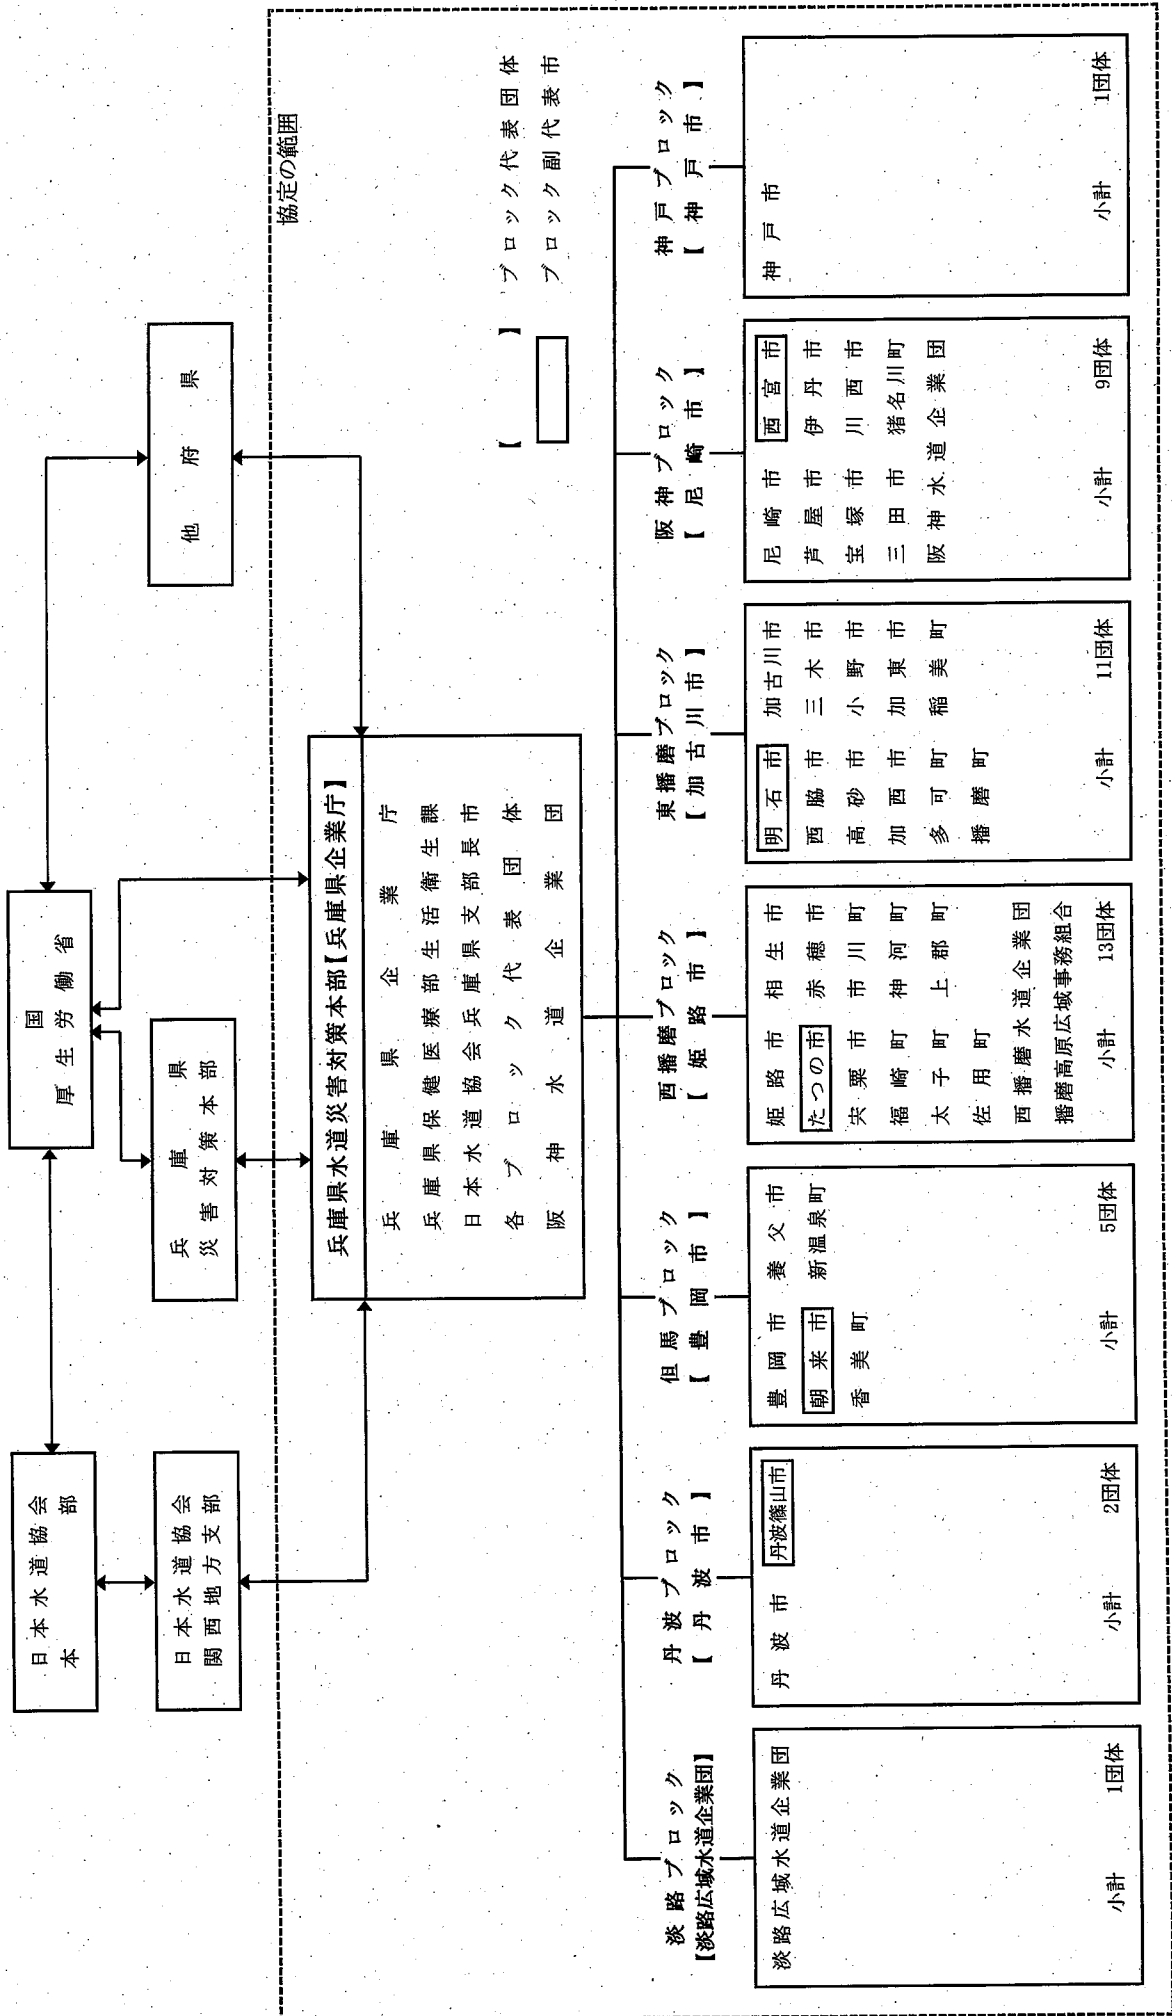 日本水道協会
本部
国
厚生労働省
日本水道協会
関西地方支部
兵庫県
災害対策本部
他府県
協定の範囲
兵庫県水道災害対策本部【兵庫県企業庁】
兵庫県企業庁
兵庫県保健医療部生活衛生課
日本水道協会兵庫県支部長市
各ブロック代表団体
阪神水道企業団
【　】 ブロック代表団体
ブロック副代表市
淡路ブロック
【淡路広域水道企業団】
淡路広域水道企業団
小計 1団体
丹波ブロック
【丹波市】
丹波市 丹波篠山市
小計 2団体
但馬ブロック
【豊岡市】
豊岡市 養父市
朝来市 新温泉町
香美町
小計 5団体
西播磨ブロック
【姫路市】
姫路市 相生市
たつの市 赤穂市
宍粟市 市川町
福崎町 神河町
太子町 上郡町
佐用町
西播磨水道企業団
播磨高原広域事務組合
小計 13団体
東播磨ブロック
【加古川市】
明石市 加古川市
西脇市 三木市
高砂市 小野市
加西市 加東市
多可町 稲美町
播磨町
小計 11団体
阪神ブロック
【尼崎市】
尼崎市 西宮市
芦屋市 伊丹市
宝塚市 川西市
三田市 猪名川町
阪神水道企業団
小計 9団体
神戸ブロック
【神戸市】
神戸市
小計 1団体